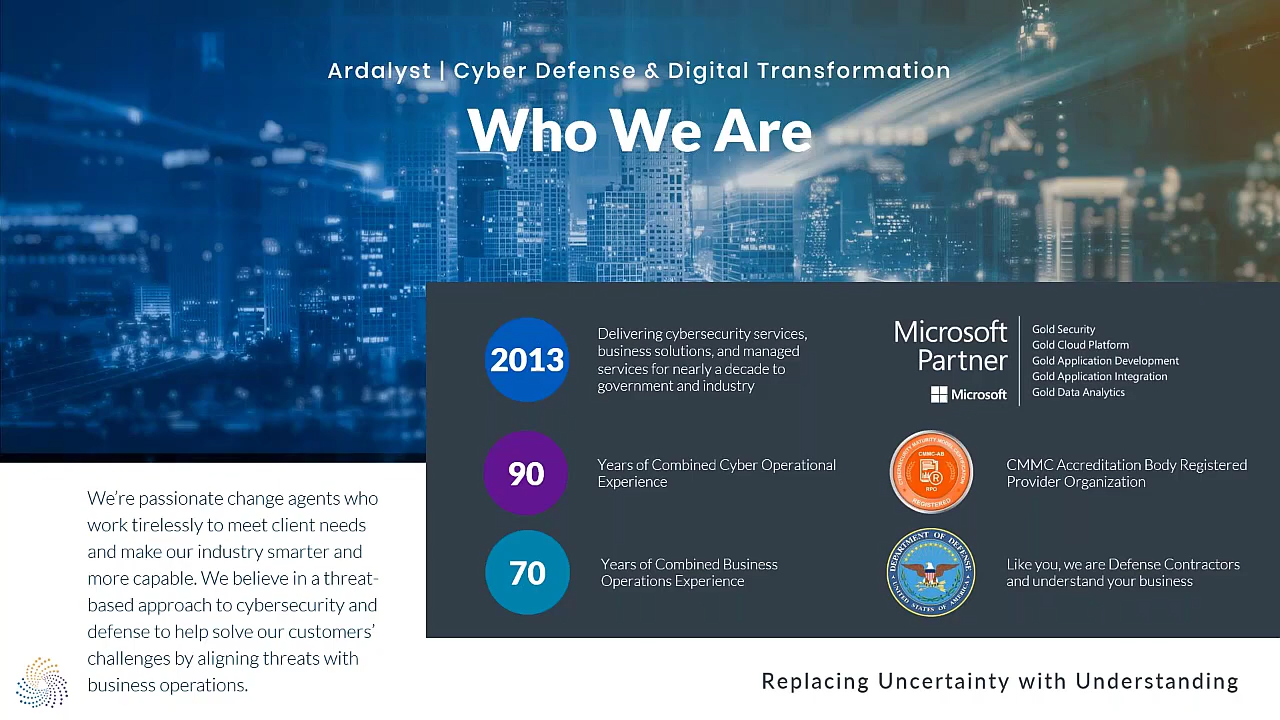 Ardalyst | Cyber Defense & Digital Transformation
Who We Are
2013
Delivering cybersecurity services,
business solutions, and managed
services for nearly a decade to
government and industry
90
Years of Combined Cyber Operational
Experience
70
Years of Combined Business
Operations Experience
Microsoft
Partner
Microsoft
Gold Security
Gold Cloud Platform
Gold Application Development
Gold Application Integration
Gold Data Analytics
CYBERSECURITY MATURITY MODEL CERTIFICATION
CMMC-AB
R
RPO
REGISTERED
CMMC Accreditation Body Registered
Provider Organization
DEPARTMENT OF DEFENSE
UNITED STATES OF AMERICA
Like you, we are Defense Contractors
and understand your business
We’re passionate change agents who
work tirelessly to meet client needs
and make our industry smarter and
more capable. We believe in a threat-
based approach to cybersecurity and
defense to help solve our customers’
challenges by aligning threats with
business operations.
Replacing Uncertainty with Understanding